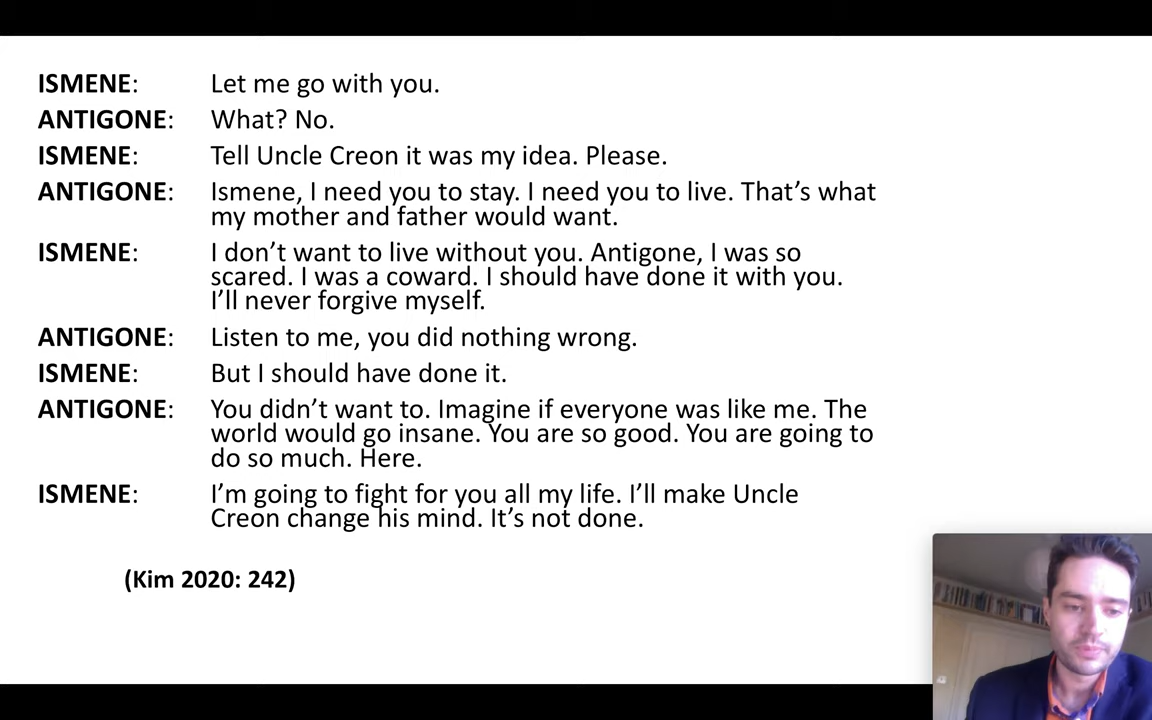 ISMENE: Let me go with you.
ANTIGONE: What? No.
ISMENE: Tell Uncle Creon it was my idea. Please.
ANTIGONE: Ismene, I need you to stay. I need you to live. That’s what
my mother and father would want.
ISMENE: I don’t want to live without you. Antigone, I was so
scared. I was a coward. I should have done it with you.
I’ll never forgive myself.
ANTIGONE: Listen to me, you did nothing wrong.
ISMENE: But I should have done it.
ANTIGONE: You didn’t want to. Imagine if everyone was like me. The
world would go insane. You are so good. You are going to
do so much. Here.
ISMENE: I’m going to fight for you all my life. I’ll make Uncle
Creon change his mind. It’s not done.
(Kim 2020: 242)